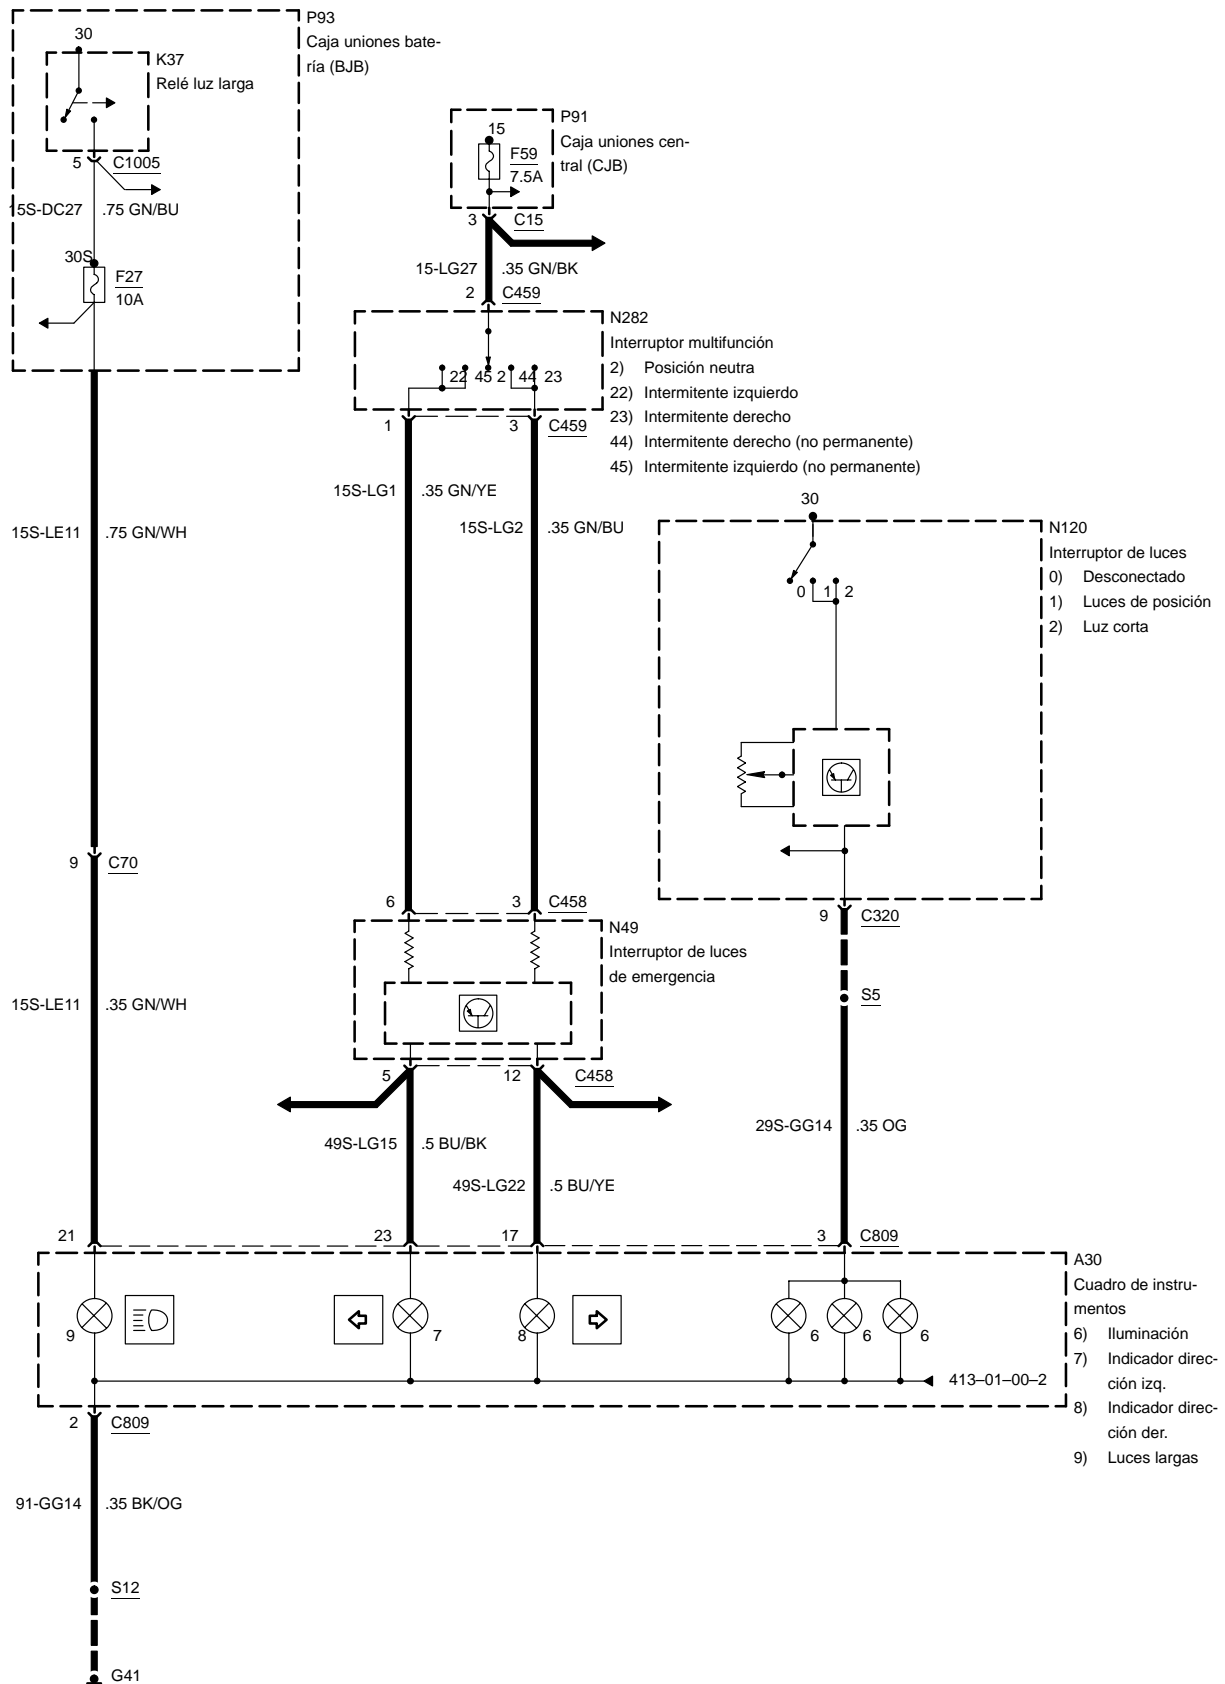 P93
30
Caja uniones bate-
K37
ría (BJB)
Relé luz larga
P91
15
Caja uniones cen-
F59
tral (CJB)
7.5A
5 C1005
15S-DC27 .75 GN/BU
3 C15
30S
15-LG27 .35 GN/BK
F27
2 C459
10A
N282
Interruptor multifunción
2) Posición neutra
22 45 2 44 23
22) Intermitente izquierdo
23) Intermitente derecho
1 3 C459
44) Intermitente derecho (no permanente)
45) Intermitente izquierdo (no permanente)
15S-LG1 .35 GN/YE
30
15S-LE11 .75 GN/WH
15S-LG2 .35 GN/BU
N120
Interruptor de luces
0) Desconectado
0 1 2
1) Luces de posición
2) Luz corta
9 C70
6 3 C458
9 C320
N49
Interruptor de luces
de emergencia
15S-LE11 .35 GN/WH
S5
5 12 C458
29S-GG14 .35 OG
49S-LG15 .5 BU/BK
49S-LG22 .5 BU/YE
21 23 17 3 C809
A30
Cuadro de instru-
mentos
9 7 8 6 6 6
6) Iluminación
7) Indicador direc-
ción izq.
413–01–00–2
8) Indicador direc-
ción der.
2 C809
9) Luces largas
91-GG14 .35 BK/OG
S12
G41